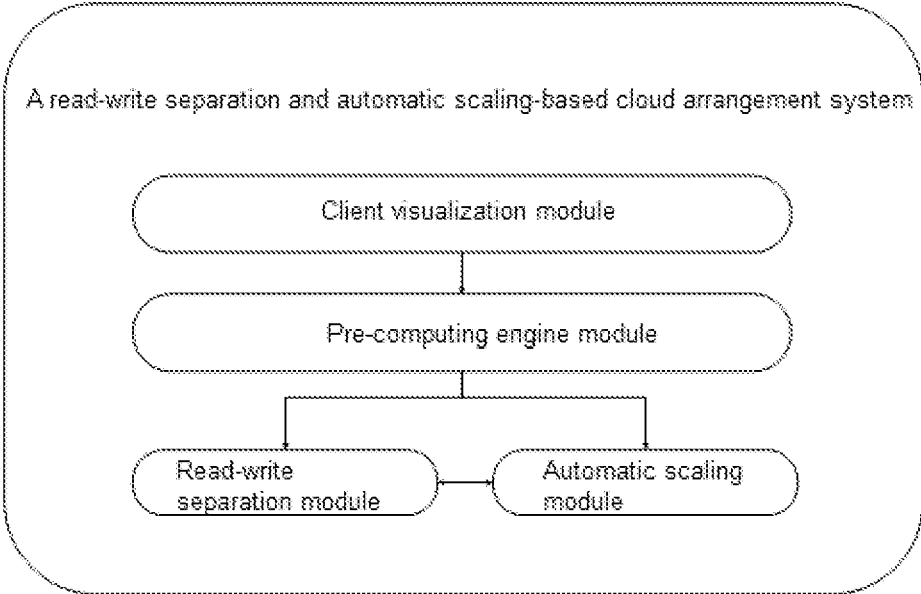 A read-write separation and automatic scaling-based cloud arrangement system
Client visualization module
Pre-computing engine module
Read-write
separation module
Automatic scaling
module